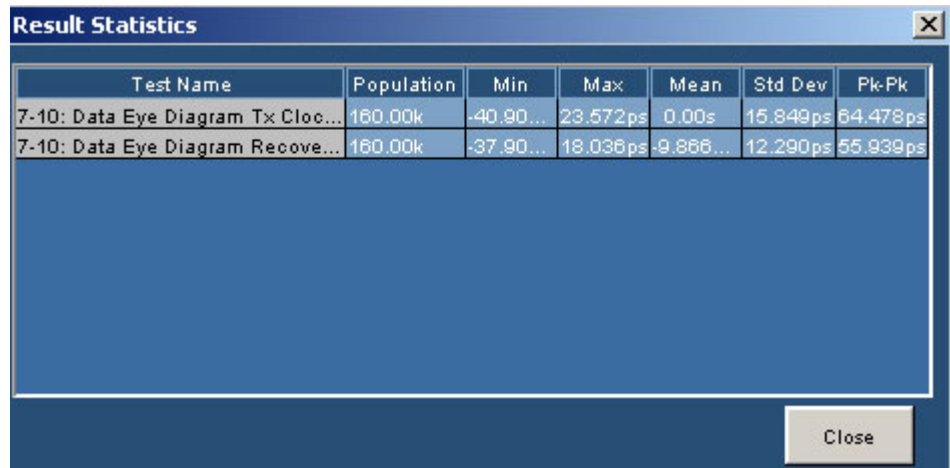 Result Statistics
Test Name Population Min Max Mean Std Dev Pk-Pk
7-10: Data Eye Diagram Tx Cloc... 160.00k -40.90... 23.572ps 0.00s 15.849ps 64.478ps
7-10: Data Eye Diagram Recove... 160.00k -37.90... 18.036ps -9.866... 12.290ps 55.939ps
Close